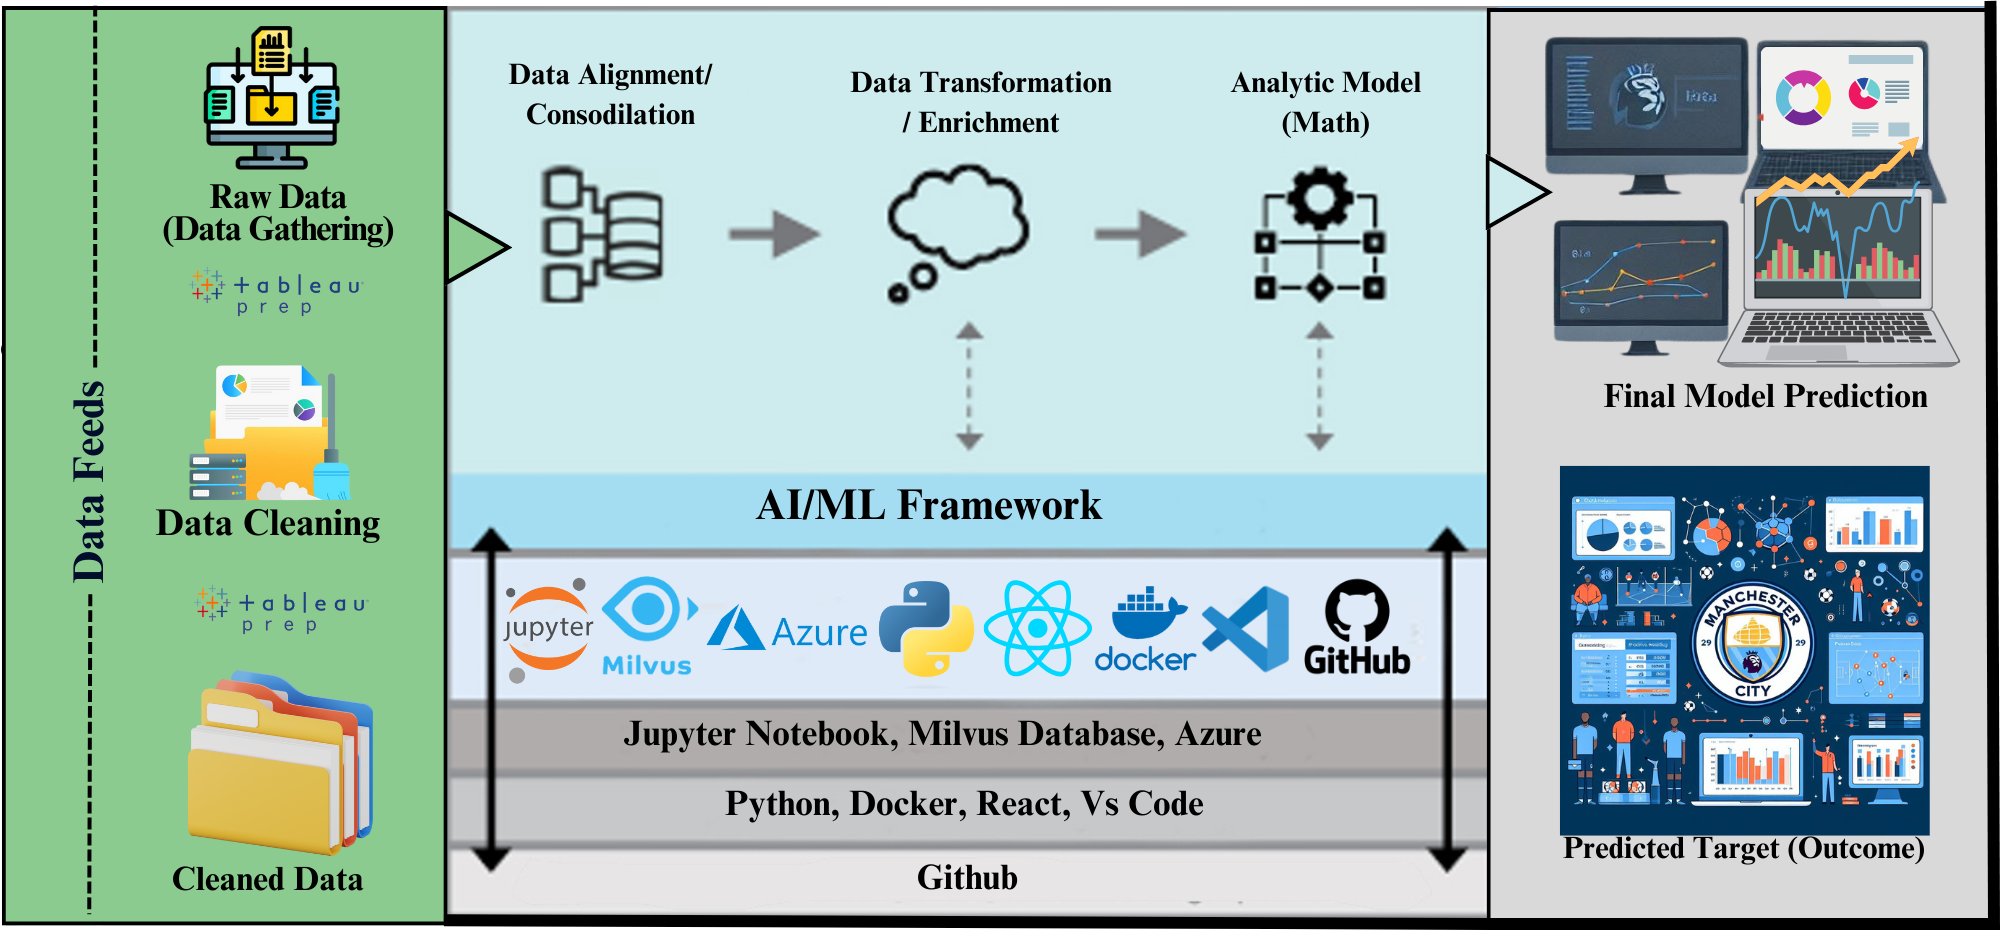 Data Feeds
Raw Data
(Data Gathering)
+ableau
prep
Data Cleaning
+ableau
prep
Cleaned Data
Data Alignment/
Consodilation
Data Transformation
/ Enrichment
Analytic Model
(Math)
AI/ML Framework
jupyter
Milvus
Azure
docker
GitHub
Jupyter Notebook, Milvus Database, Azure
Python, Docker, React, Vs Code
Github
Final Model Prediction
MANCHESTER
29 29
CITY
Predicted Target (Outcome)